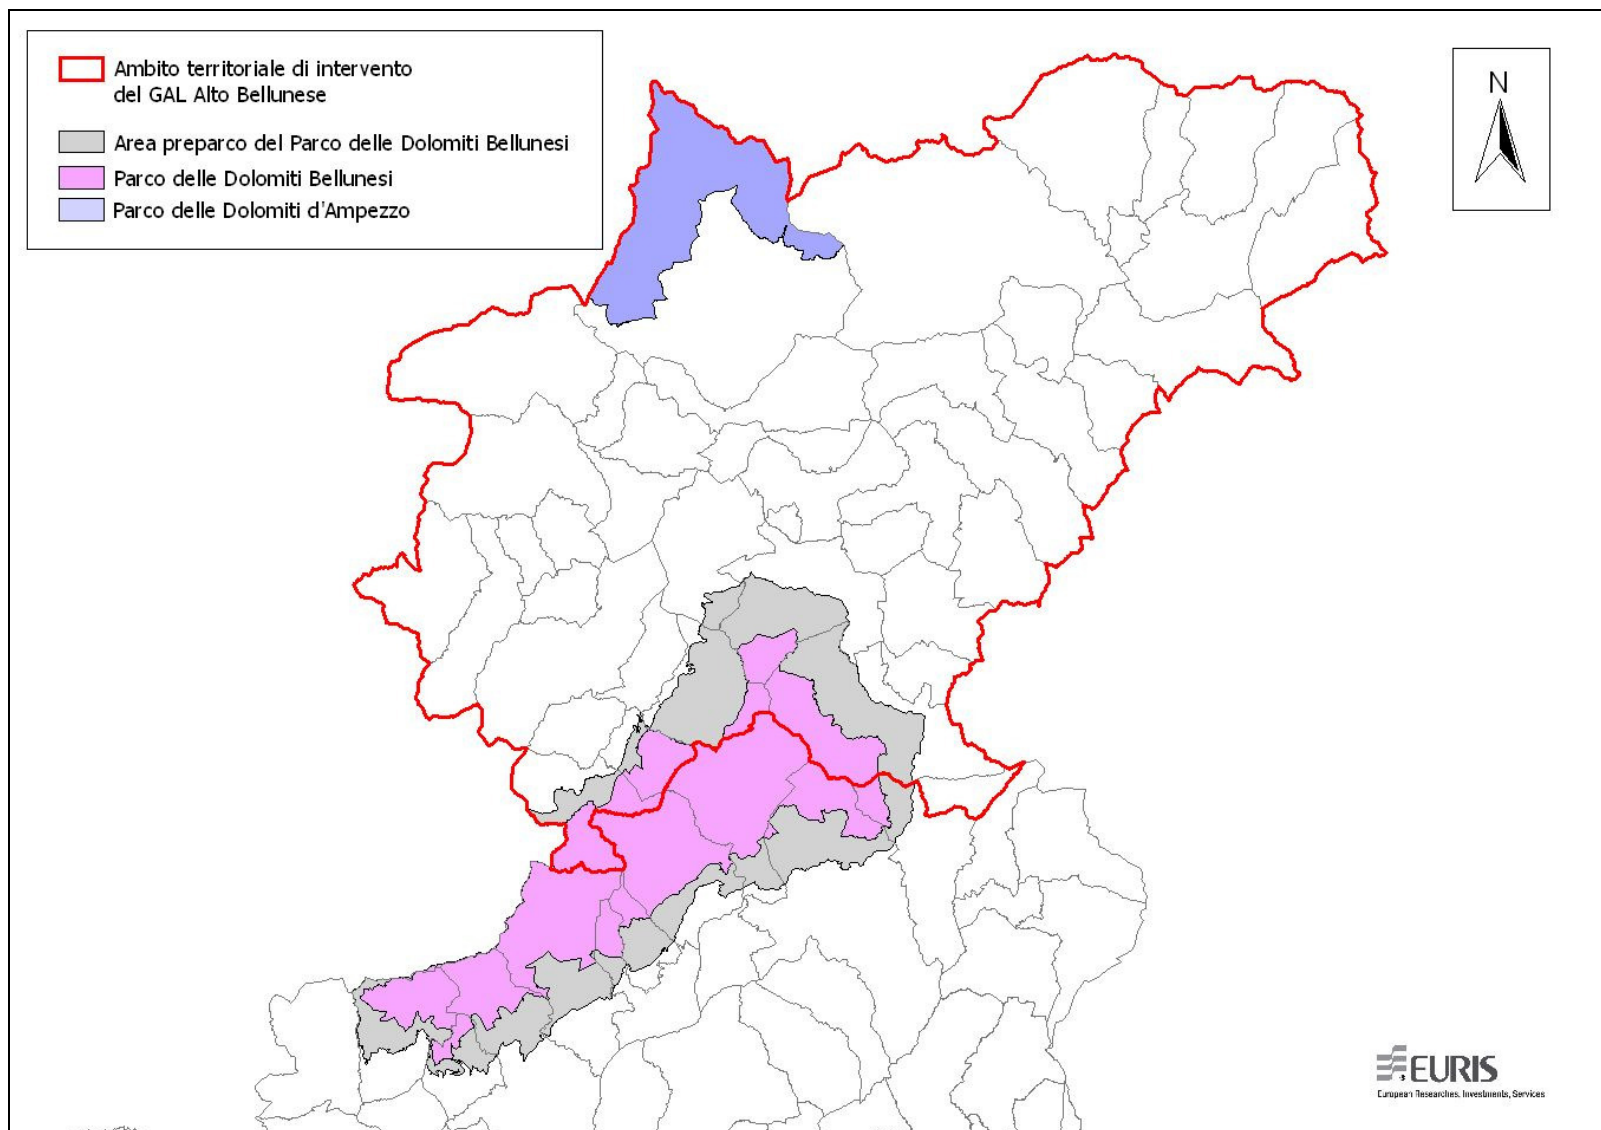 Ambito territoriale di intervento
del GAL Alto Bellunese
Area preparco del Parco delle Dolomiti Bellunesi
Parco delle Dolomiti Bellunesi
Parco delle Dolomiti d'Ampezzo
N
EURIS
European Researches, Investments, Services